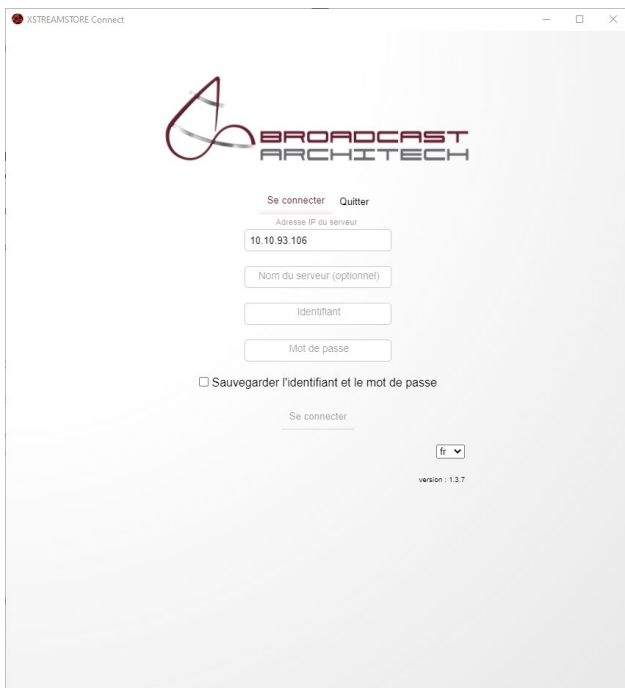 XSTREAMSTORE Connect
BROADCAST
ARCHITECH
Se connecter Quitter
Adresse IP du serveur
10.10.93.106
Nom du serveur (optionnel)
Identifiant
Mot de passe
Sauvegarder l'identifiant et le mot de passe
Se connecter
fr
version : 1.3.7